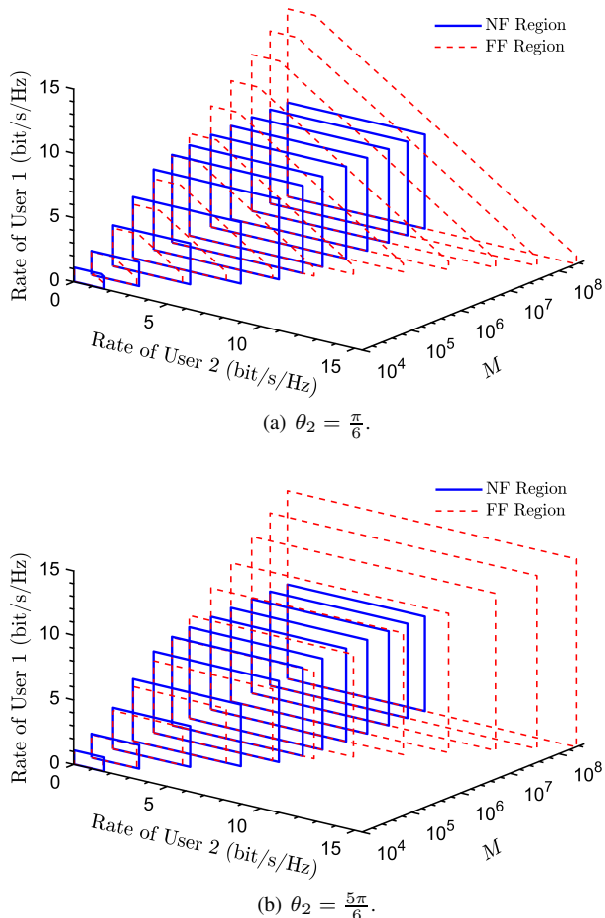 NF Region
FF Region
Rate of User 1 (bit/s/Hz)
15
10
5
0
0
5
10
15
Rate of User 2 (bit/s/Hz)
10^4
10^5
10^6
10^7
10^8
M
(a) θ₂ = π/6.
NF Region
FF Region
Rate of User 1 (bit/s/Hz)
15
10
5
0
0
5
10
15
Rate of User 2 (bit/s/Hz)
10^4
10^5
10^6
10^7
10^8
M
(b) θ₂ = 5π/6.